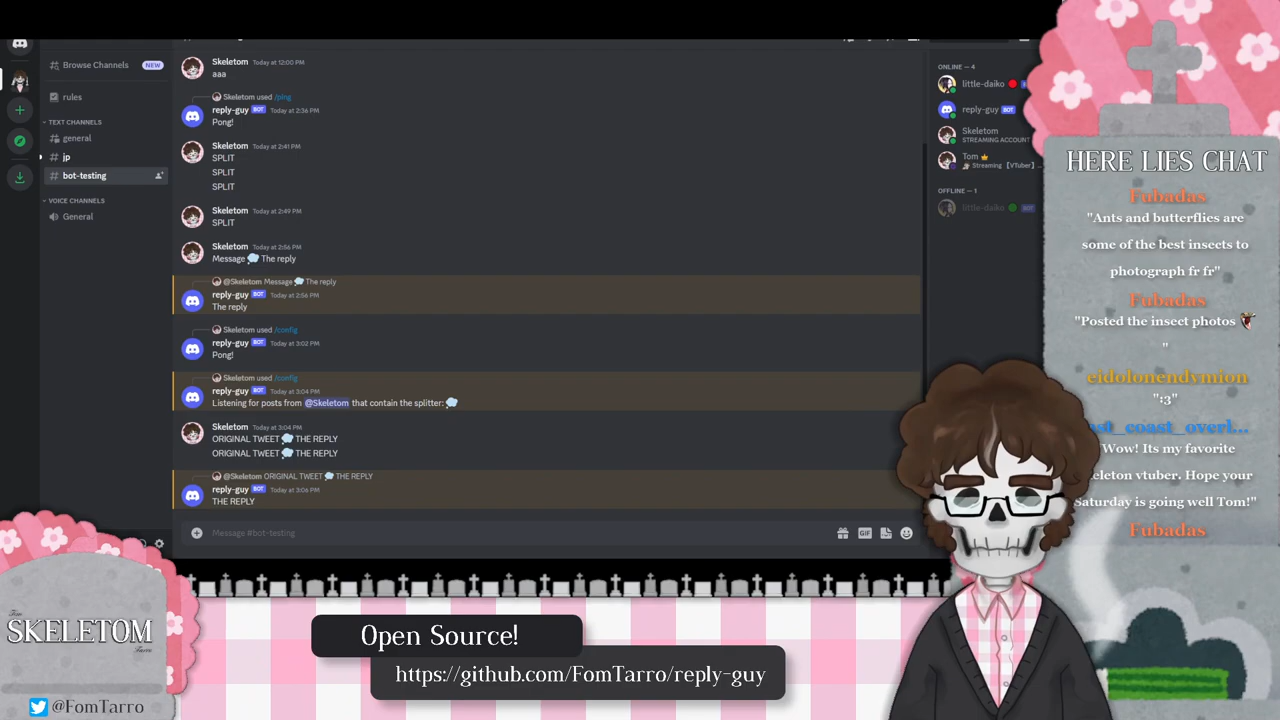 Browse Channels
NEW
rules
TEXT CHANNELS
general
jp
bot-testing
VOICE CHANNELS
General
Skeletom Today at 12:00 PM
aaa
Skeletom used /ping
reply-guy BOT Today at 2:36 PM
Pong!
Skeletom Today at 2:41 PM
SPLIT
SPLIT
SPLIT
Skeletom Today at 2:49 PM
SPLIT
Skeletom Today at 2:56 PM
Message 💭 The reply
@Skeletom Message 💭 The reply
reply-guy BOT Today at 2:56 PM
The reply
Skeletom used /config
reply-guy BOT Today at 3:02 PM
Pong!
Skeletom used /config
reply-guy BOT Today at 3:04 PM
Listening for posts from @Skeletom that contain the splitter: 💭
Skeletom Today at 3:04 PM
ORIGINAL TWEET 💭 THE REPLY
ORIGINAL TWEET 💭 THE REPLY
@Skeletom ORIGINAL TWEET 💭 THE REPLY
reply-guy BOT Today at 3:06 PM
THE REPLY
Message #bot-testing
GIF
ONLINE — 4
little-daiko
reply-guy BOT
Skeletom
STREAMING ACCOUNT
Tom
Streaming 【VTuber】 ...
OFFLINE — 1
little-daiko BOT
HERE LIES CHAT
Fubadas
"Ants and butterflies are
some of the best insects to
photograph fr fr"
Fubadas
"Posted the insect photos
"
eidolonendymion
":3"
st_coast_overl...
Wow! Its my favorite
keleton vtuber. Hope your
Saturday is going well Tom!"
Fubadas
Tom
SKELETOM
Tarro
@FomTarro
Open Source!
https://github.com/FomTarro/reply-guy